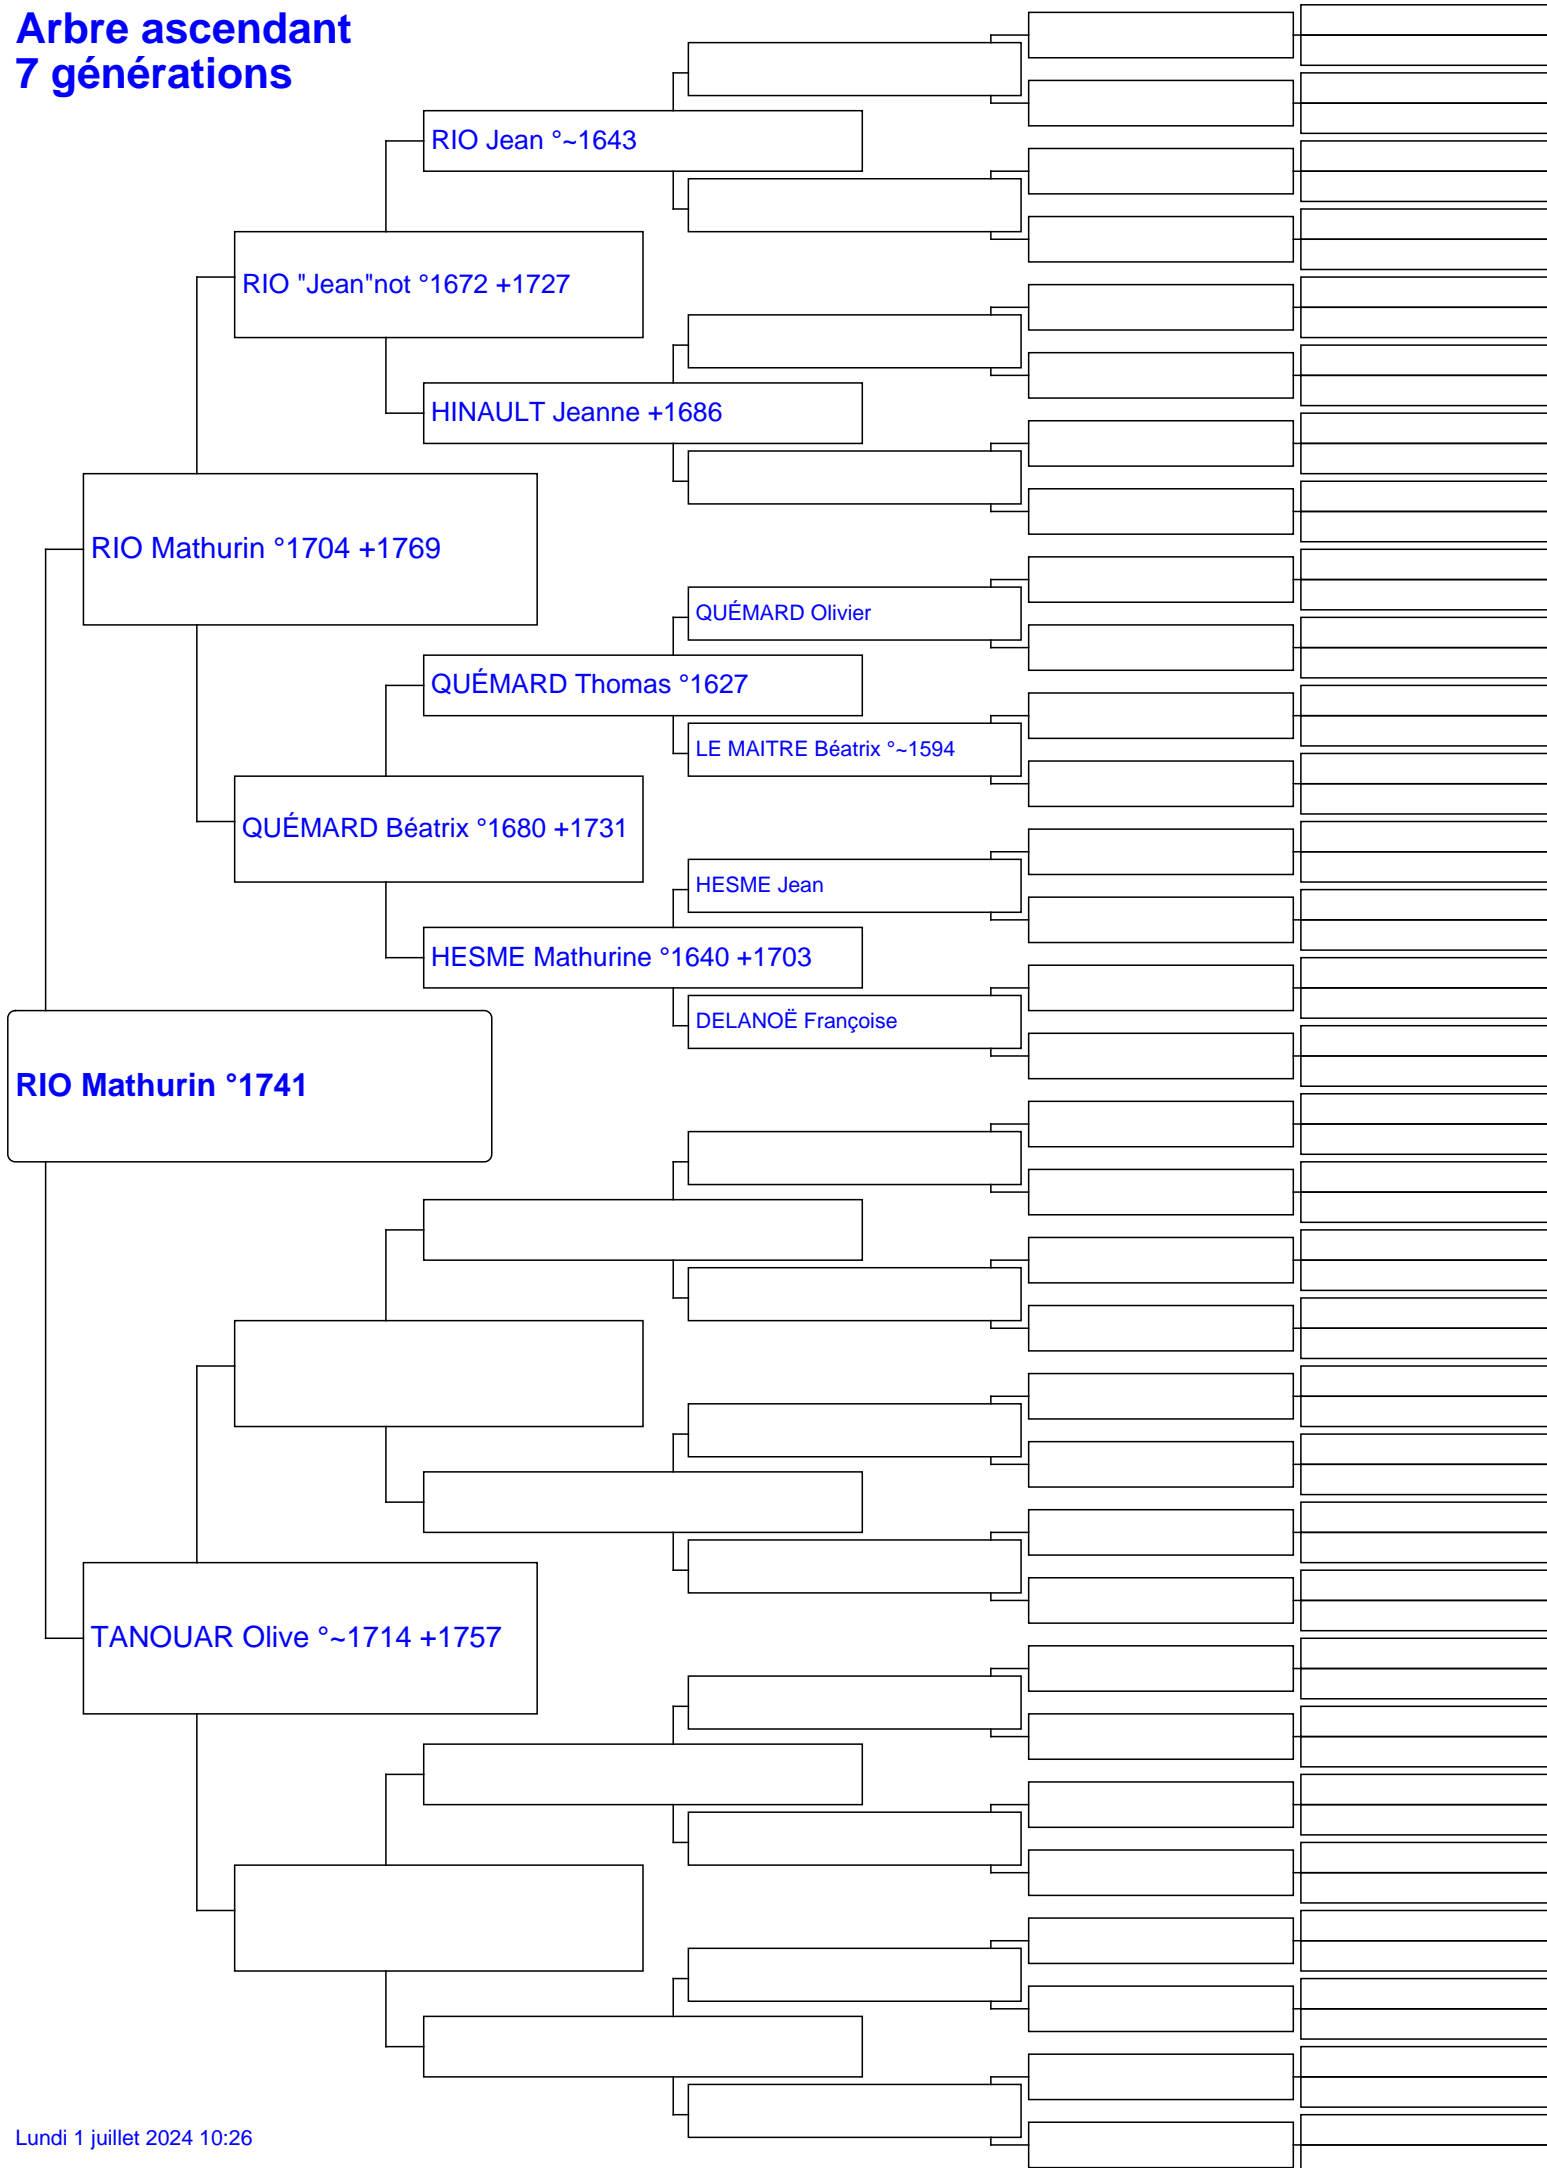 Arbre ascendant
7 générations
RIO Jean °~1643
RIO "Jean"not °1672 +1727
HINAULT Jeanne +1686
RIO Mathurin °1704 +1769
QUÉMARD Olivier
QUÉMARD Thomas °1627
LE MAITRE Béatrix °~1594
QUÉMARD Béatrix °1680 +1731
HESME Jean
HESME Mathurine °1640 +1703
DELANOË Françoise
RIO Mathurin °1741
TANOUAR Olive °~1714 +1757
Lundi 1 juillet 2024 10:26